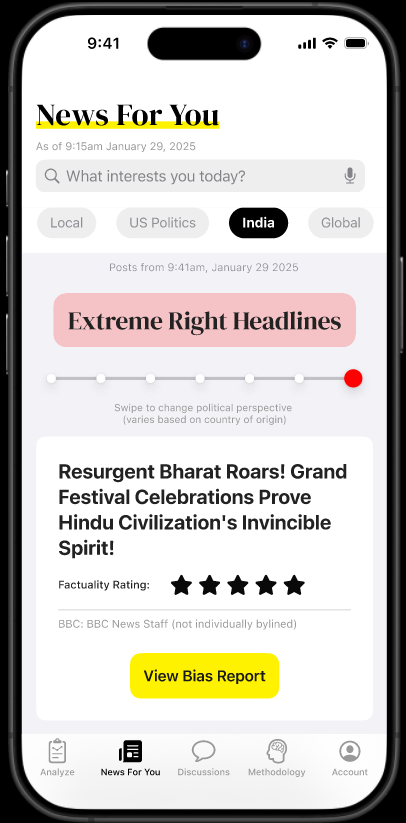 9:41
News For You
As of 9:15am January 29, 2025
What interests you today?
Local
US Politics
India
Global
Posts from 9:41am, January 29 2025
Extreme Right Headlines
Swipe to change political perspective
(varies based on country of origin)
Resurgent Bharat Roars! Grand
Festival Celebrations Prove
Hindu Civilization's Invincible
Spirit!
Factuality Rating:
BBC: BBC News Staff (not individually bylined)
View Bias Report
Analyze
News For You
Discussions
Methodology
Account